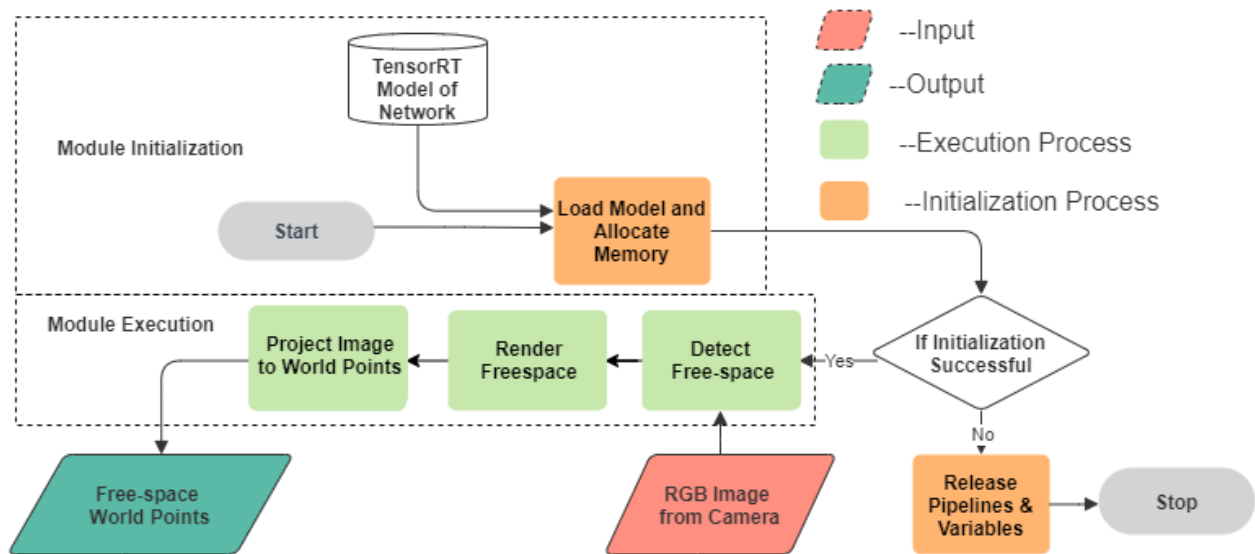 TensorRT
Model of
Network
Module Initialization
Start
Load Model and
Allocate
Memory
--Input
--Output
--Execution Process
--Initialization Process
Module Execution
Project Image
to World Points
Render
Freespace
Detect
Free-space
Yes
If Initialization
Successful
No
Free-space
World Points
RGB Image
from Camera
Release
Pipelines &
Variables
Stop